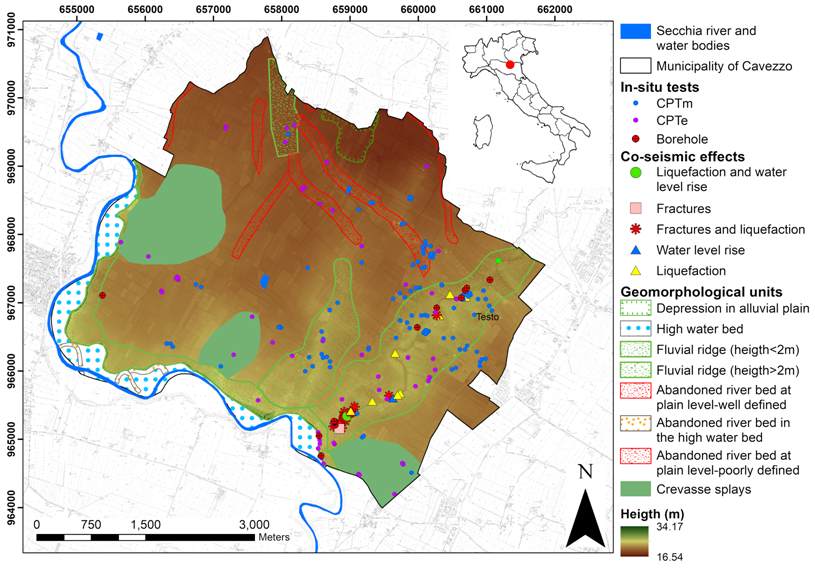 655000 656000 657000 658000 659000 660000 661000 662000
971000
970000
969000
968000
967000
966000
965000
964000
Testo
0 750 1,500 3,000
Meters
N
Secchia river and
water bodies
Municipality of Cavezzo
In-situ tests
CPTm
CPTe
Borehole
Co-seismic effects
Liquefaction and water
level rise
Fractures
Fractures and liquefaction
Water level rise
Liquefaction
Geomorphological units
Depression in alluvial plain
High water bed
Fluvial ridge (heigth<2m)
Fluvial ridge (heigth>2m)
Abandoned river bed at
plain level-well defined
Abandoned river bed in
the high water bed
Abandoned river bed at
plain level-poorly defined
Crevasse splays
Heigth (m)
34.17
16.54